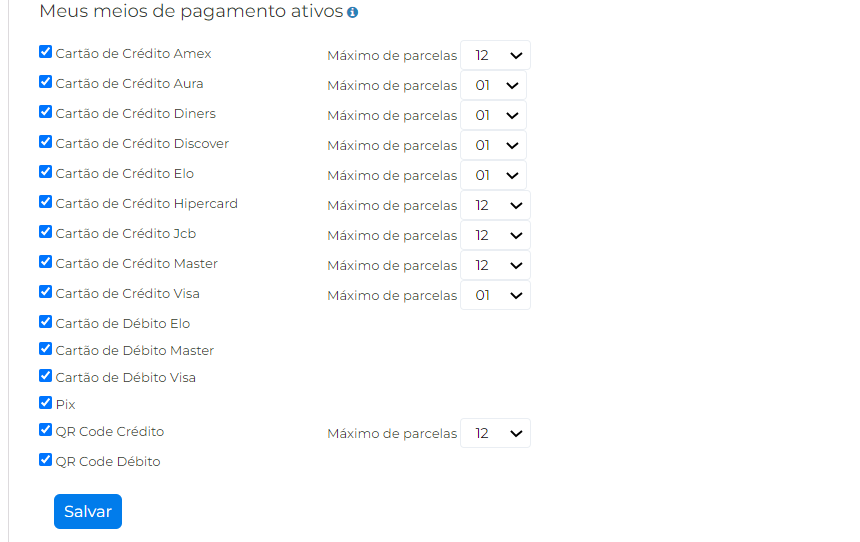 Meus meios de pagamento ativos
Cartão de Crédito Amex Máximo de parcelas 12
Cartão de Crédito Aura Máximo de parcelas 01
Cartão de Crédito Diners Máximo de parcelas 01
Cartão de Crédito Discover Máximo de parcelas 01
Cartão de Crédito Elo Máximo de parcelas 01
Cartão de Crédito Hipercard Máximo de parcelas 12
Cartão de Crédito Jcb Máximo de parcelas 12
Cartão de Crédito Master Máximo de parcelas 12
Cartão de Crédito Visa Máximo de parcelas 01
Cartão de Débito Elo
Cartão de Débito Master
Cartão de Débito Visa
Pix
QR Code Crédito Máximo de parcelas 12
QR Code Débito
Salvar